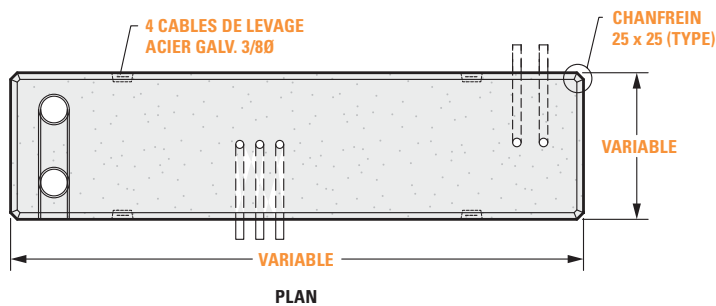 4 CABLES DE LEVAGE
ACIER GALV. 3/8Ø
CHANFREIN
25 x 25 (TYPE)
VARIABLE
VARIABLE
PLAN